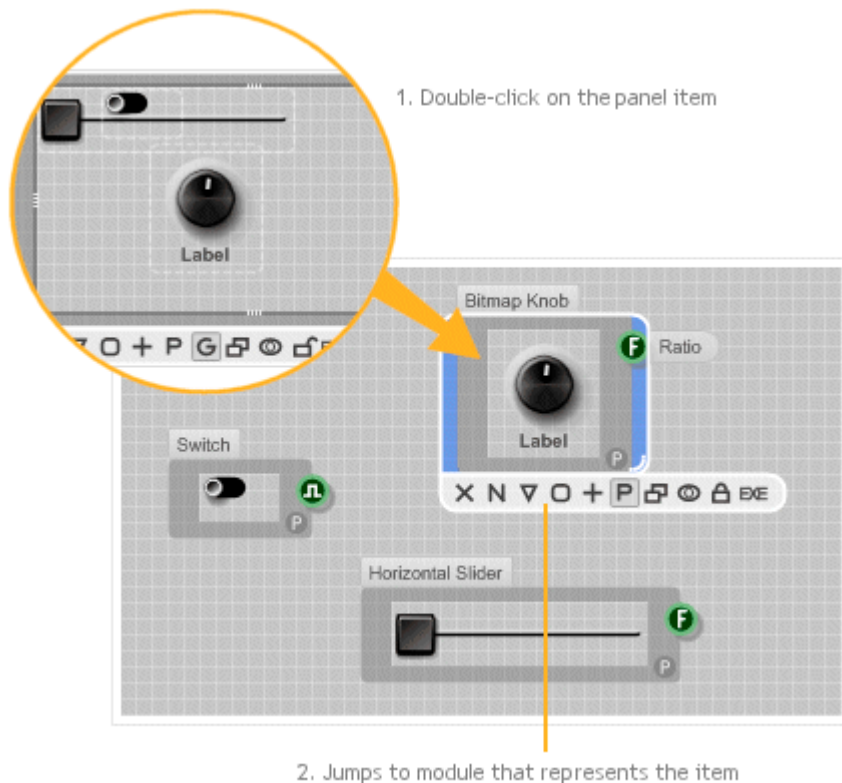 1. Double-click on the panel item
Label
P G
Bitmap Knob
F Ratio
Label
P
Switch
P
X N P EXE
Horizontal Slider
F
P
2. Jumps to module that represents the item